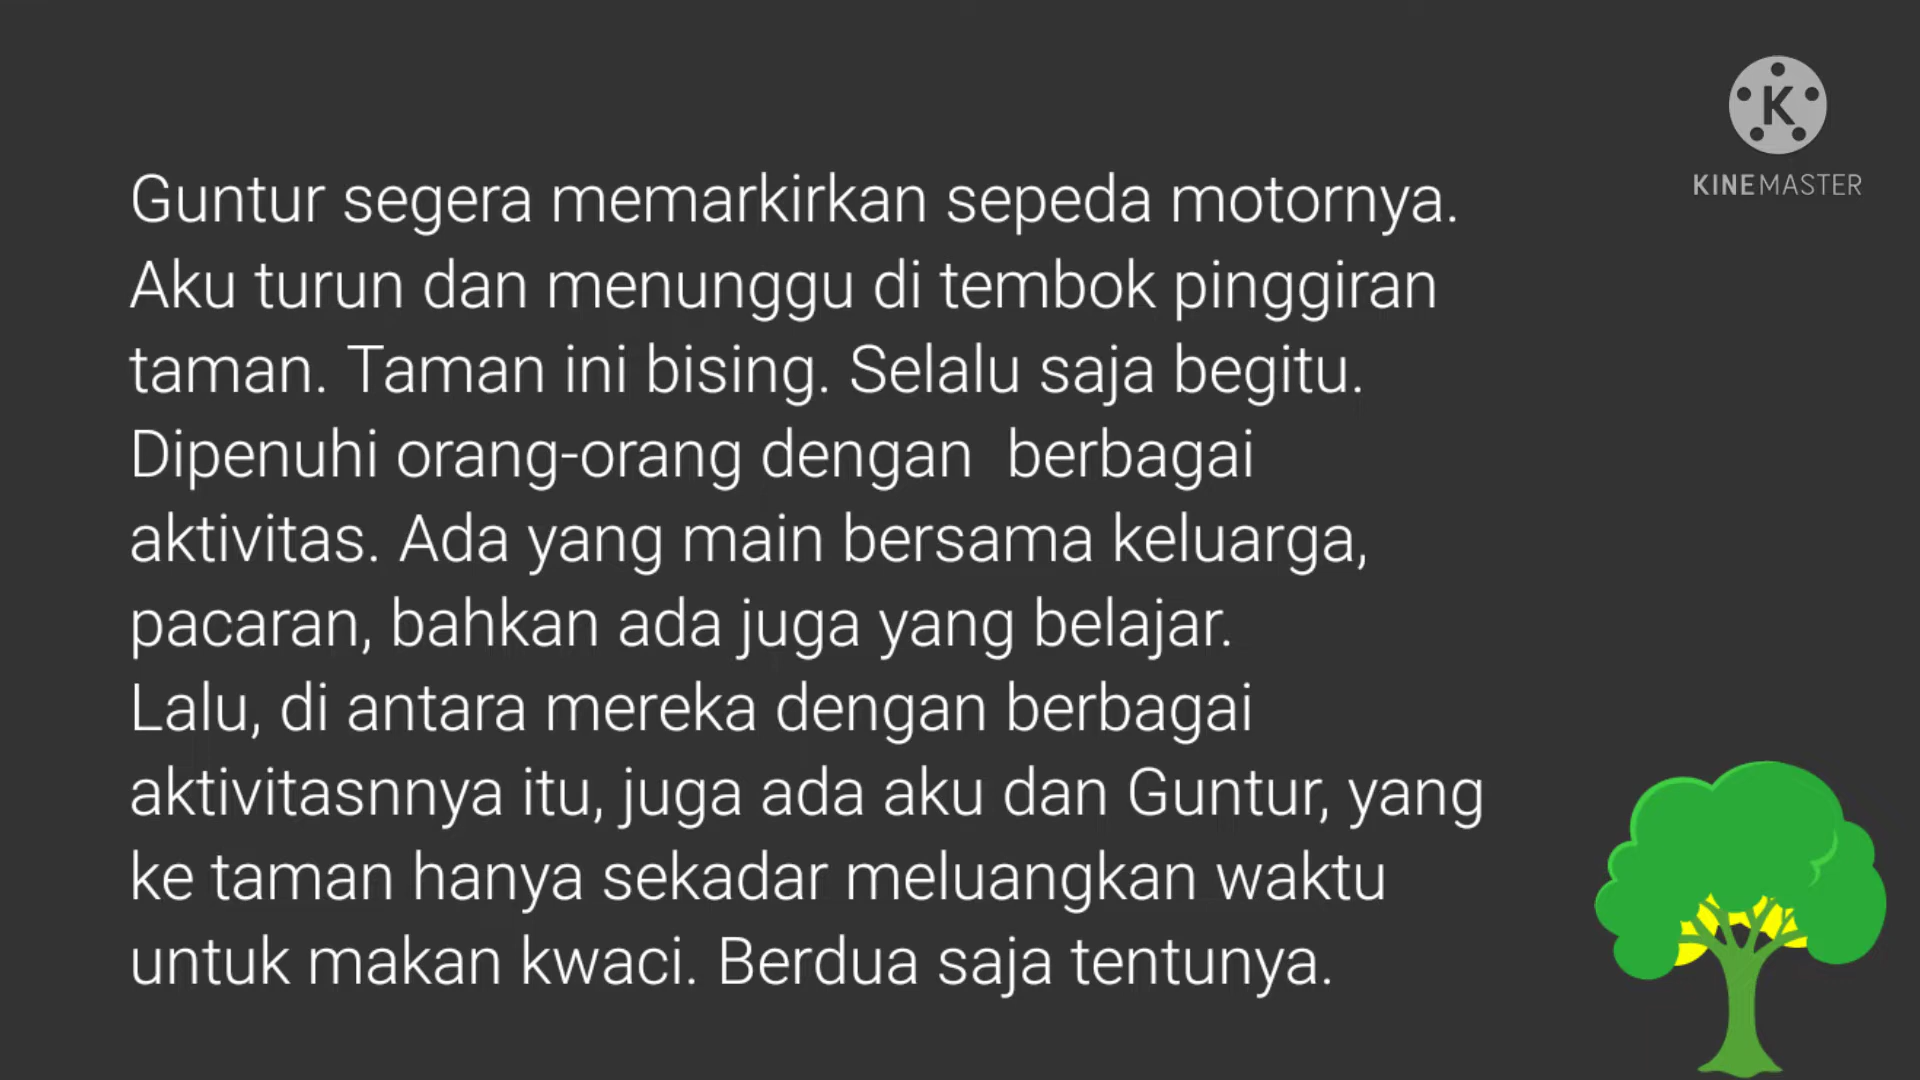 K
KINEMASTER
Guntur segera memarkirkan sepeda motornya.
Aku turun dan menunggu di tembok pinggiran
taman. Taman ini bising. Selalu saja begitu.
Dipenuhi orang-orang dengan  berbagai
aktivitas. Ada yang main bersama keluarga,
pacaran, bahkan ada juga yang belajar.
Lalu, di antara mereka dengan berbagai
aktivitasnnya itu, juga ada aku dan Guntur, yang
ke taman hanya sekadar meluangkan waktu
untuk makan kwaci. Berdua saja tentunya.